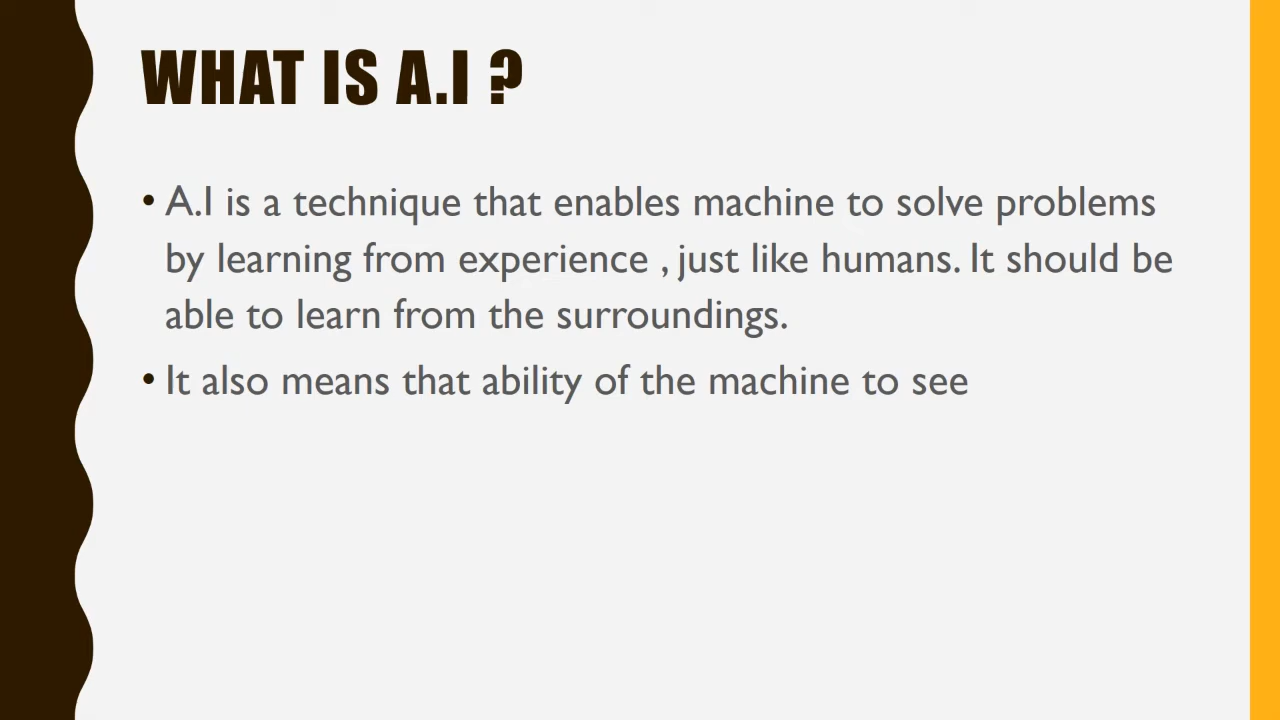 WHAT IS A.I ?
• A.I is a technique that enables machine to solve problems
by learning from experience , just like humans. It should be
able to learn from the surroundings.
• It also means that ability of the machine to see